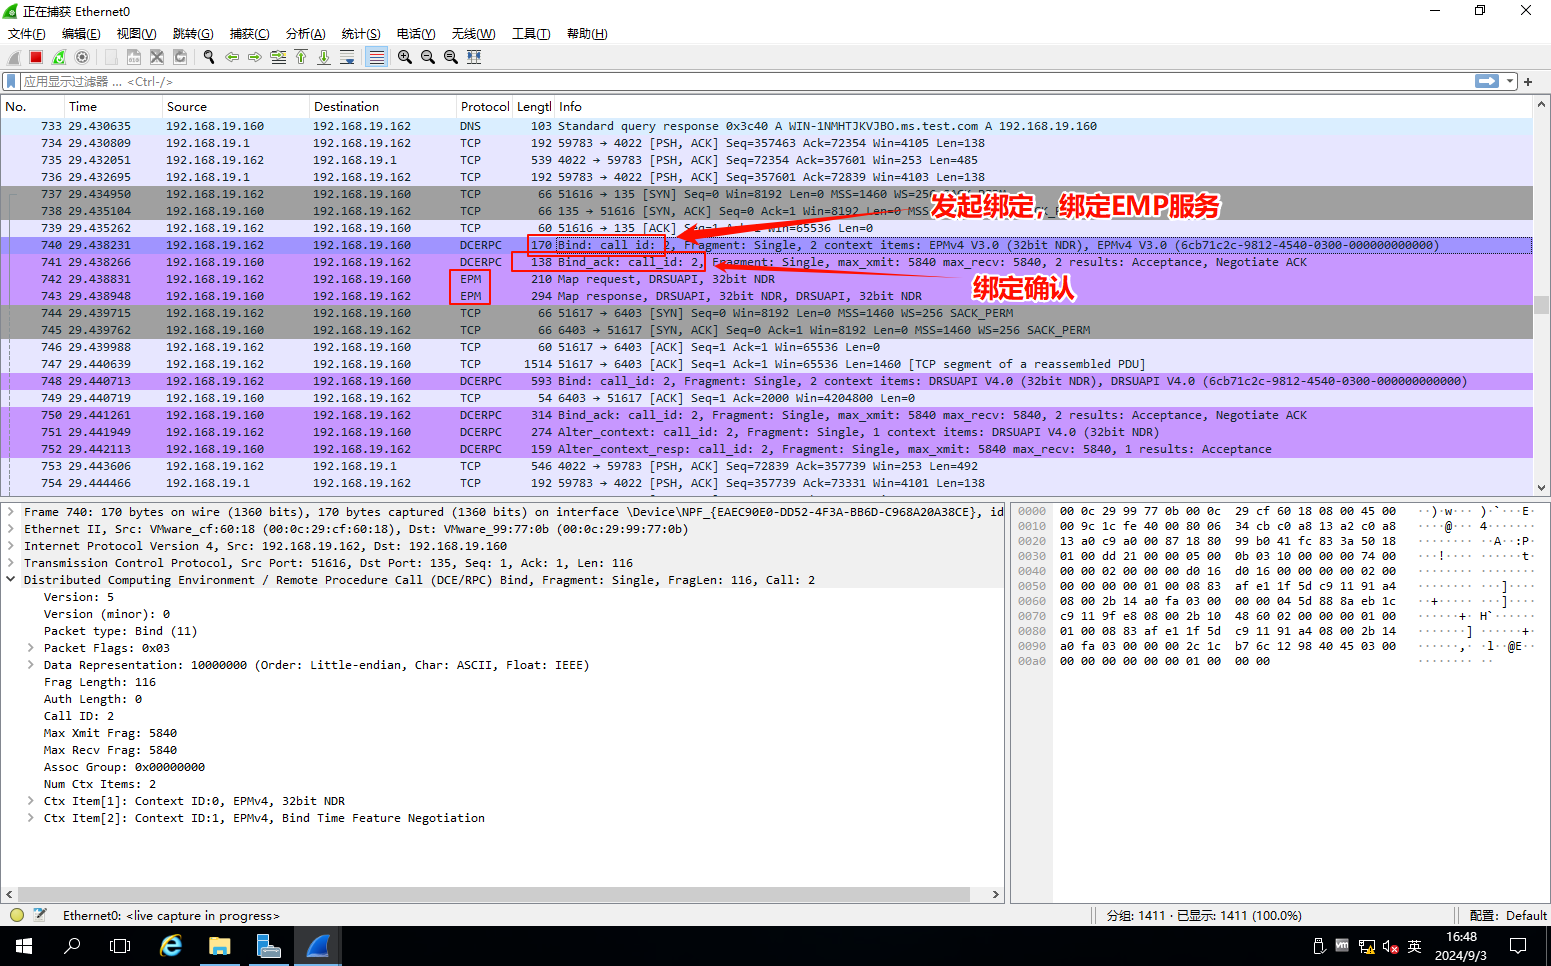 正在捕获 Ethernet0
文件(F) 编辑(E) 视图(V) 跳转(G) 捕获(C) 分析(A) 统计(S) 电话(Y) 无线(W) 工具(T) 帮助(H)
应用显示过滤器 … <Ctrl-/>
No. Time Source Destination Protocol Lengtl Info
733 29.430635 192.168.19.160 192.168.19.162 DNS 103 Standard query response 0x3c40 A WIN-1NMHTJKVJBO.ms.test.com A 192.168.19.160
734 29.430809 192.168.19.1 192.168.19.162 TCP 192 59783 → 4022 [PSH, ACK] Seq=357463 Ack=72354 Win=4105 Len=138
735 29.432051 192.168.19.162 192.168.19.1 TCP 539 4022 → 59783 [PSH, ACK] Seq=72354 Ack=357601 Win=253 Len=485
736 29.432695 192.168.19.1 192.168.19.162 TCP 192 59783 → 4022 [PSH, ACK] Seq=357601 Ack=72839 Win=4103 Len=138
737 29.434950 192.168.19.162 192.168.19.160 TCP 66 51616 → 135 [SYN] Seq=0 Win=8192 Len=0 MSS=1460 WS=256 SACK_PERM
738 29.435104 192.168.19.160 192.168.19.162 TCP 66 135 → 51616 [SYN, ACK] Seq=0 Ack=1 Win=8192 Len=0 MSS
发起绑定，绑定EMP服务
739 29.435262 192.168.19.162 192.168.19.160 TCP 60 51616 → 135 [ACK] Seq=1 Ack=1 Win=65536 Len=0
740 29.438231 192.168.19.162 192.168.19.160 DCERPC 170 Bind: call_id: 2, Fragment: Single, 2 context items: EPMv4 V3.0 (32bit NDR), EPMv4 V3.0 (6cb71c2c-9812-4540-0300-000000000000)
741 29.438266 192.168.19.160 192.168.19.162 DCERPC 138 Bind_ack: call_id: 2, Fragment: Single, max_xmit: 5840 max_recv: 5840, 2 results: Acceptance, Negotiate ACK
742 29.438831 192.168.19.162 192.168.19.160 EPM 210 Map request, DRSUAPI, 32bit NDR
绑定确认
743 29.438948 192.168.19.160 192.168.19.162 EPM 294 Map response, DRSUAPI, 32bit NDR, DRSUAPI, 32bit NDR
744 29.439715 192.168.19.162 192.168.19.160 TCP 66 51617 → 6403 [SYN] Seq=0 Win=8192 Len=0 MSS=1460 WS=256 SACK_PERM
745 29.439762 192.168.19.160 192.168.19.162 TCP 66 6403 → 51617 [SYN, ACK] Seq=0 Ack=1 Win=8192 Len=0 MSS=1460 WS=256 SACK_PERM
746 29.439988 192.168.19.162 192.168.19.160 TCP 60 51617 → 6403 [ACK] Seq=1 Ack=1 Win=65536 Len=0
747 29.440639 192.168.19.162 192.168.19.160 TCP 1514 51617 → 6403 [ACK] Seq=1 Ack=1 Win=65536 Len=1460 [TCP segment of a reassembled PDU]
748 29.440713 192.168.19.162 192.168.19.160 DCERPC 593 Bind: call_id: 2, Fragment: Single, 2 context items: DRSUAPI V4.0 (32bit NDR), DRSUAPI V4.0 (6cb71c2c-9812-4540-0300-000000000000)
749 29.440719 192.168.19.160 192.168.19.162 TCP 54 6403 → 51617 [ACK] Seq=1 Ack=2000 Win=4204800 Len=0
750 29.441261 192.168.19.160 192.168.19.162 DCERPC 314 Bind_ack: call_id: 2, Fragment: Single, max_xmit: 5840 max_recv: 5840, 2 results: Acceptance, Negotiate ACK
751 29.441949 192.168.19.162 192.168.19.160 DCERPC 274 Alter_context: call_id: 2, Fragment: Single, 1 context items: DRSUAPI V4.0 (32bit NDR)
752 29.442113 192.168.19.160 192.168.19.162 DCERPC 159 Alter_context_resp: call_id: 2, Fragment: Single, max_xmit: 5840 max_recv: 5840, 1 results: Acceptance
753 29.443606 192.168.19.162 192.168.19.1 TCP 546 4022 → 59783 [PSH, ACK] Seq=72839 Ack=357739 Win=253 Len=492
754 29.444466 192.168.19.1 192.168.19.162 TCP 192 59783 → 4022 [PSH, ACK] Seq=357739 Ack=73331 Win=4101 Len=138
Frame 740: 170 bytes on wire (1360 bits), 170 bytes captured (1360 bits) on interface \Device\NPF_{EAEC90E0-DD52-4F3A-BB6D-C968A20A38CE}, id
Ethernet II, Src: VMware_cf:60:18 (00:0c:29:cf:60:18), Dst: VMware_99:77:0b (00:0c:29:99:77:0b)
Internet Protocol Version 4, Src: 192.168.19.162, Dst: 192.168.19.160
Transmission Control Protocol, Src Port: 51616, Dst Port: 135, Seq: 1, Ack: 1, Len: 116
Distributed Computing Environment / Remote Procedure Call (DCE/RPC) Bind, Fragment: Single, FragLen: 116, Call: 2
Version: 5
Version (minor): 0
Packet type: Bind (11)
Packet Flags: 0x03
Data Representation: 10000000 (Order: Little-endian, Char: ASCII, Float: IEEE)
Frag Length: 116
Auth Length: 0
Call ID: 2
Max Xmit Frag: 5840
Max Recv Frag: 5840
Assoc Group: 0x00000000
Num Ctx Items: 2
Ctx Item[1]: Context ID:0, EPMv4, 32bit NDR
Ctx Item[2]: Context ID:1, EPMv4, Bind Time Feature Negotiation
0000 00 0c 29 99 77 0b 00 0c 29 cf 60 18 08 00 45 00 ··)·w··· )·`···E·
0010 00 9c 1c fe 40 00 80 06 34 cb c0 a8 13 a2 c0 a8 ····@··· 4·······
0020 13 a0 c9 a0 00 87 18 80 99 b0 41 fc 83 3a 50 18 ········ ··A··:P·
0030 01 00 dd 21 00 00 05 00 0b 03 10 00 00 00 74 00 ···!···· ······t·
0040 00 00 02 00 00 00 d0 16 d0 16 00 00 00 00 02 00 ········ ········
0050 00 00 00 00 01 00 08 83 af e1 1f 5d c9 11 91 a4 ········ ···]····
0060 08 00 2b 14 a0 fa 03 00 00 00 04 5d 88 8a eb 1c ··+····· ···]····
0070 c9 11 9f e8 08 00 2b 10 48 60 02 00 00 00 01 00 ······+· H`······
0080 01 00 08 83 af e1 1f 5d c9 11 91 a4 08 00 2b 14 ·······] ······+·
0090 a0 fa 03 00 00 00 2c 1c b7 6c 12 98 40 45 03 00 ······,· ·l··@E··
00a0 00 00 00 00 00 00 01 00 00 00 ········ ··
Ethernet0: <live capture in progress> 分组: 1411 · 已显示: 1411 (100.0%) 配置: Default
vm 英 16:48
2024/9/3